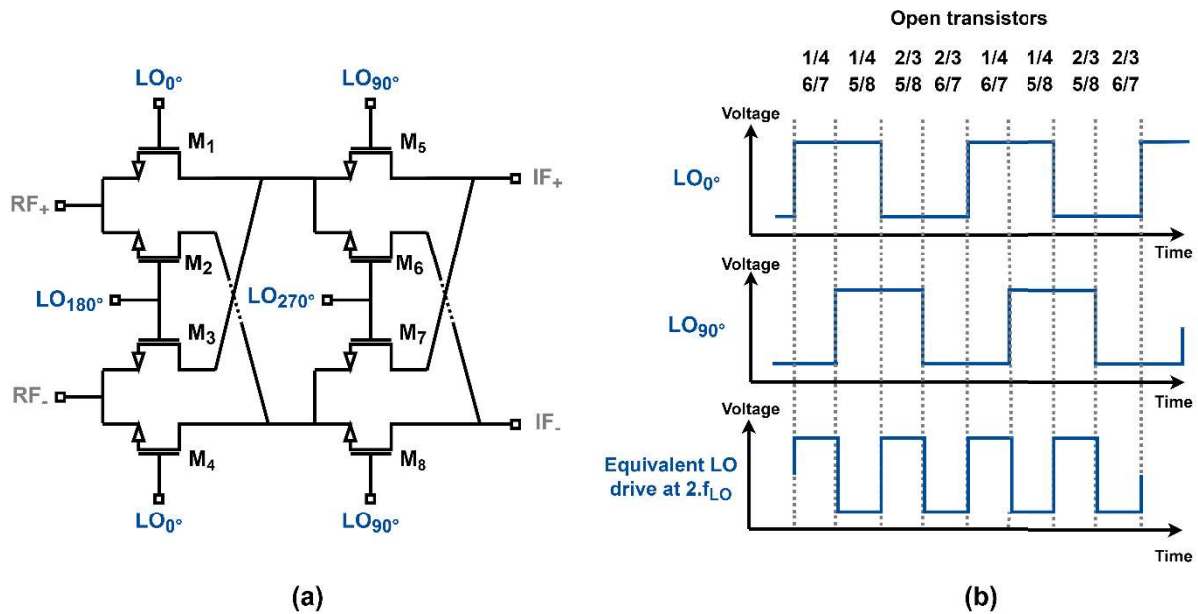 LO0° LO90°
M1 M5
RF+ IF+
M2 M6
LO180° LO270°
M3 M7
RF- IF-
M4 M8
LO0° LO90°
(a)
Open transistors
1/4 1/4 2/3 2/3 1/4 1/4 2/3 2/3
6/7 5/8 5/8 6/7 6/7 5/8 5/8 6/7
Voltage
LO0°
Time
Voltage
LO90°
Time
Voltage
Equivalent LO
drive at 2.fLO
Time
(b)